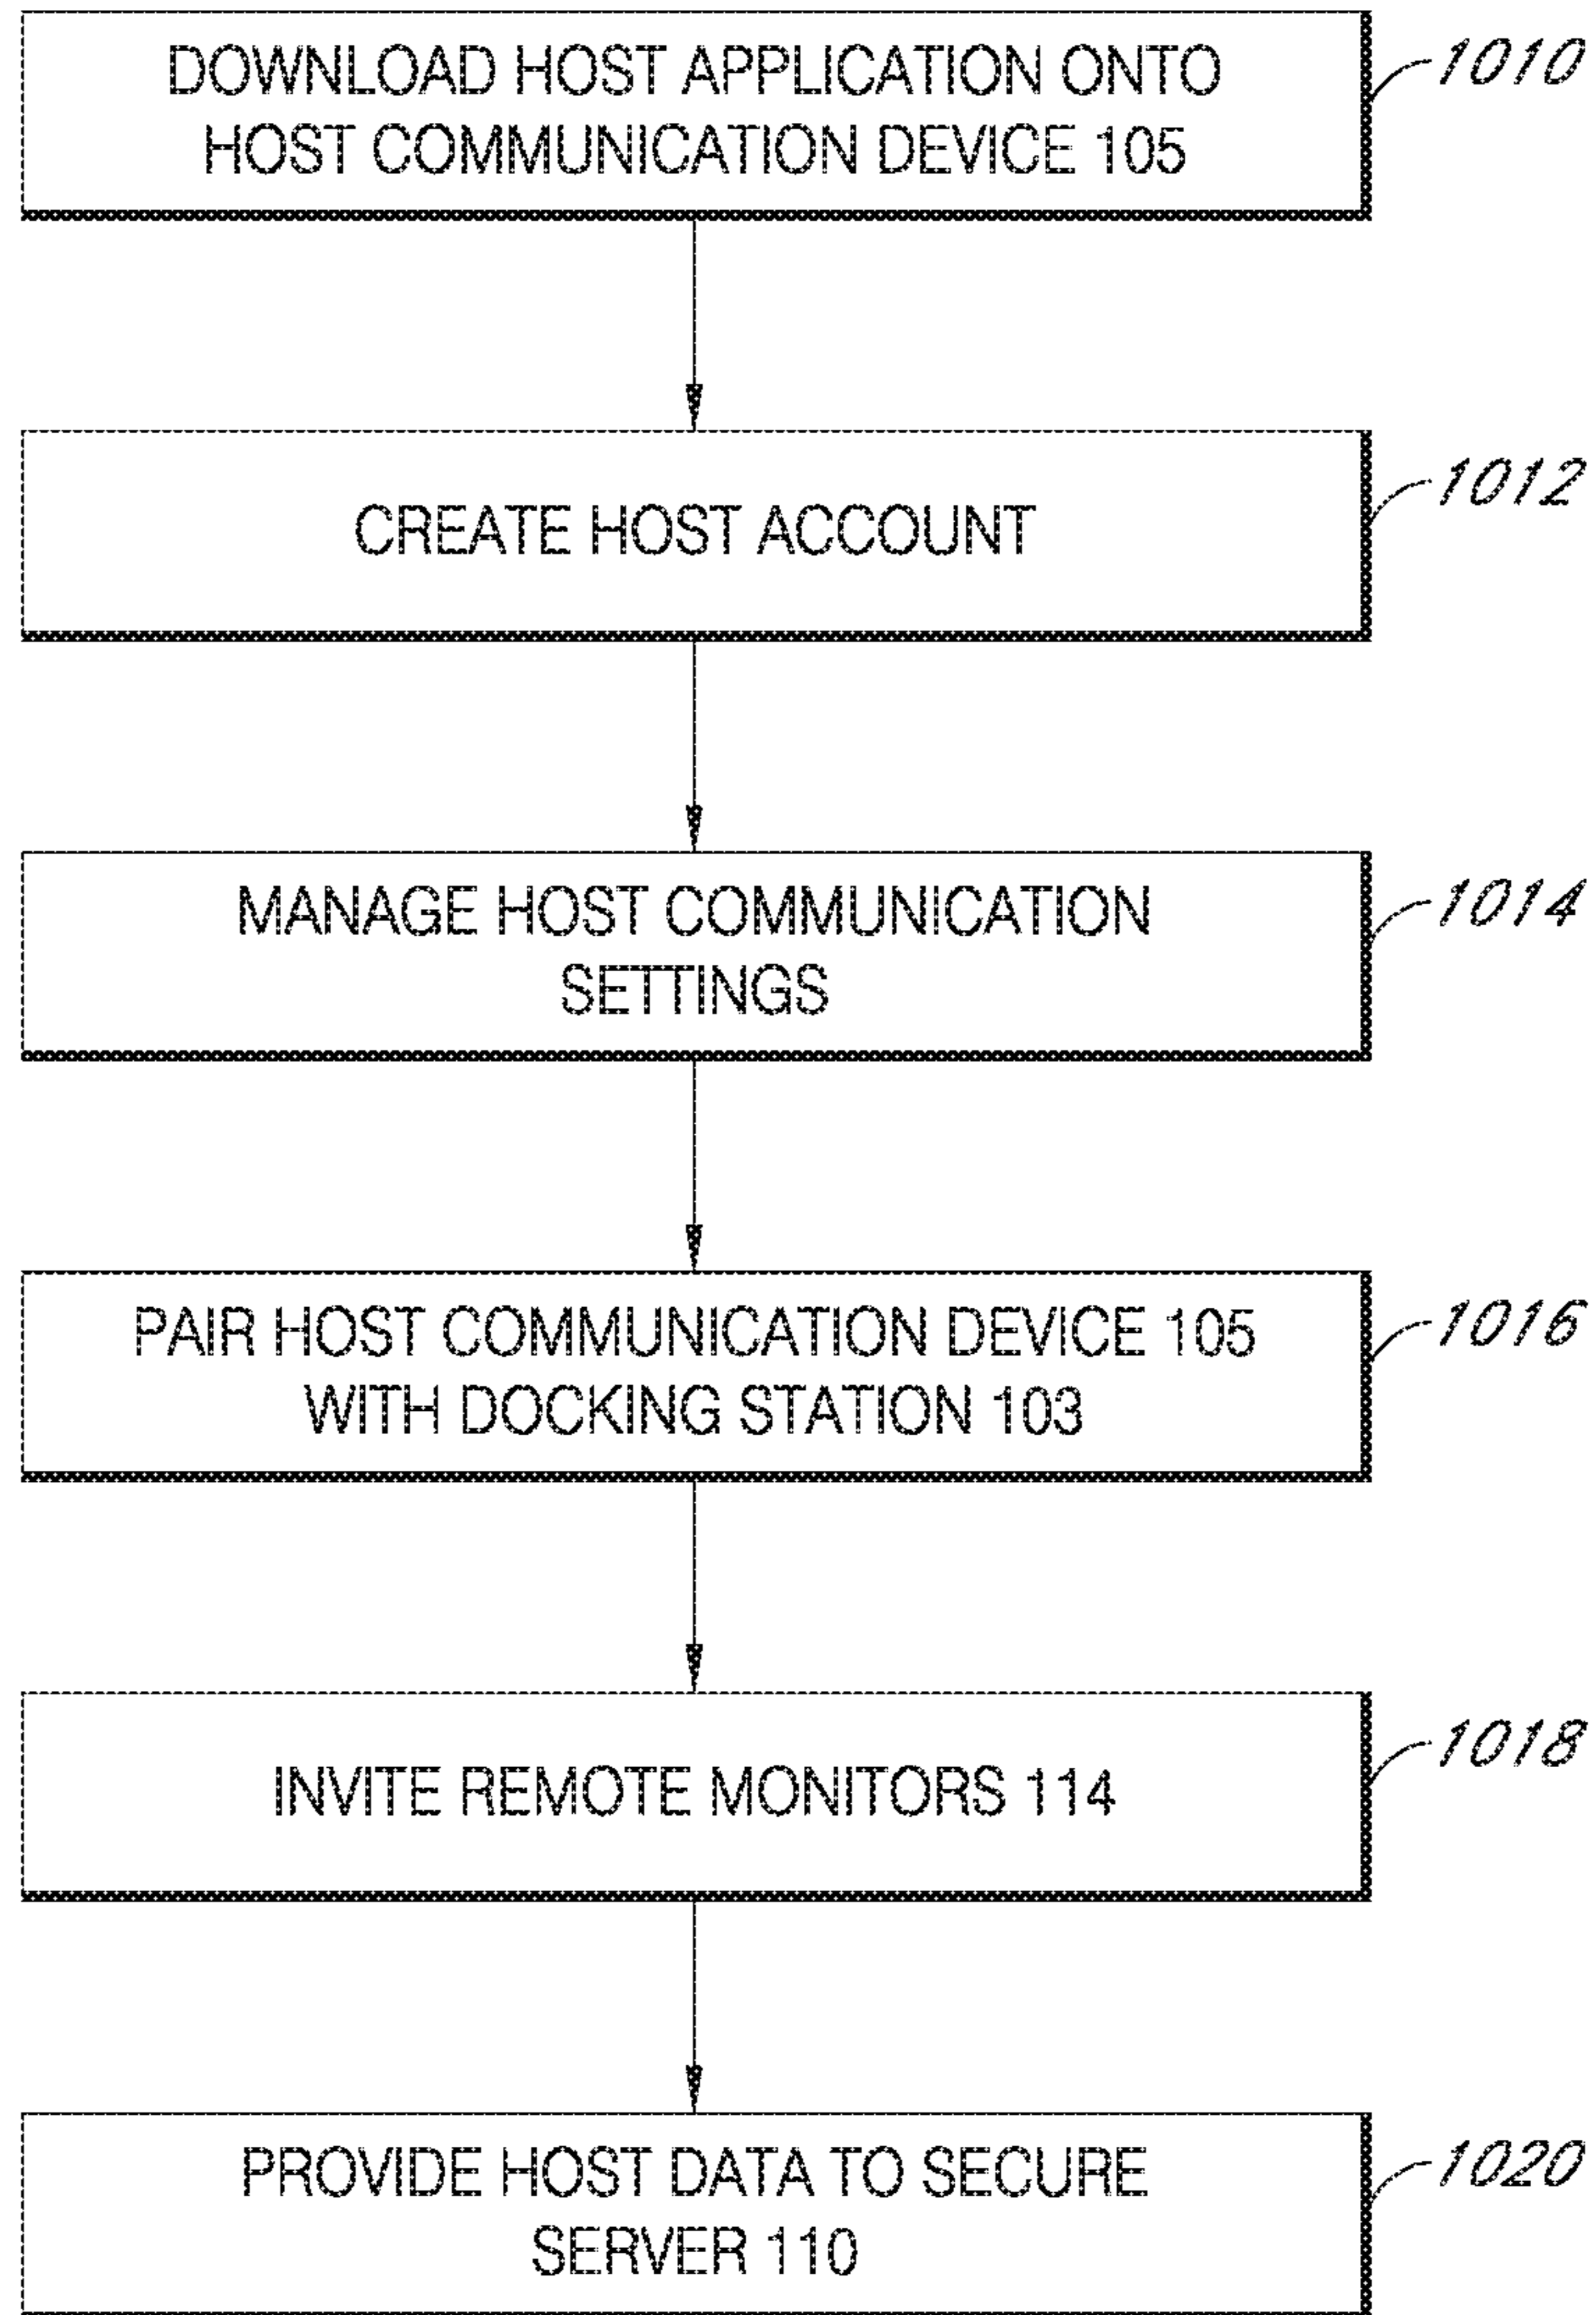 DOWNLOAD HOST APPLICATION ONTO
HOST COMMUNICATION DEVICE 105
1010
CREATE HOST ACCOUNT
1012
MANAGE HOST COMMUNICATION
SETTINGS
1014
PAIR HOST COMMUNICATION DEVICE 105
WITH DOCKING STATION 103
1016
INVITE REMOTE MONITORS 114
1018
PROVIDE HOST DATA TO SECURE
SERVER 110
1020